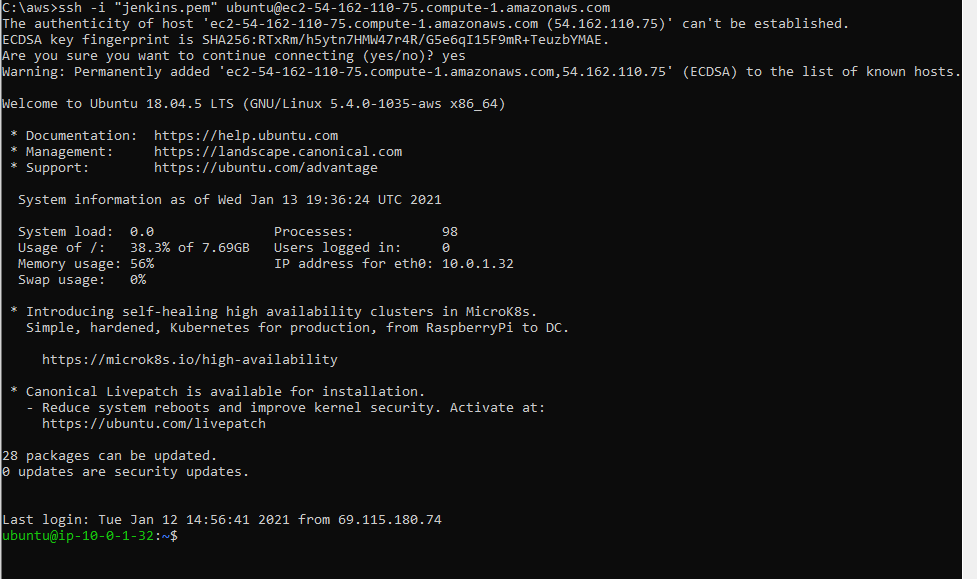 C:\aws>ssh -i "jenkins.pem" ubuntu@ec2-54-162-110-75.compute-1.amazonaws.com
The authenticity of host 'ec2-54-162-110-75.compute-1.amazonaws.com (54.162.110.75)' can't be established.
ECDSA key fingerprint is SHA256:RTxRm/h5ytn7HMW47r4R/G5e6qI15F9mR+TeuzbYMAE.
Are you sure you want to continue connecting (yes/no)? yes
Warning: Permanently added 'ec2-54-162-110-75.compute-1.amazonaws.com,54.162.110.75' (ECDSA) to the list of known hosts.
Welcome to Ubuntu 18.04.5 LTS (GNU/Linux 5.4.0-1035-aws x86_64)
* Documentation:  https://help.ubuntu.com
* Management:     https://landscape.canonical.com
* Support:        https://ubuntu.com/advantage
System information as of Wed Jan 13 19:36:24 UTC 2021
System load:  0.0               Processes:           98
Usage of /:   38.3% of 7.69GB   Users logged in:     0
Memory usage: 56%               IP address for eth0: 10.0.1.32
Swap usage:   0%
* Introducing self-healing high availability clusters in MicroK8s.
Simple, hardened, Kubernetes for production, from RaspberryPi to DC.
https://microk8s.io/high-availability
* Canonical Livepatch is available for installation.
- Reduce system reboots and improve kernel security. Activate at:
https://ubuntu.com/livepatch
28 packages can be updated.
0 updates are security updates.
Last login: Tue Jan 12 14:56:41 2021 from 69.115.180.74
ubuntu@ip-10-0-1-32:~$